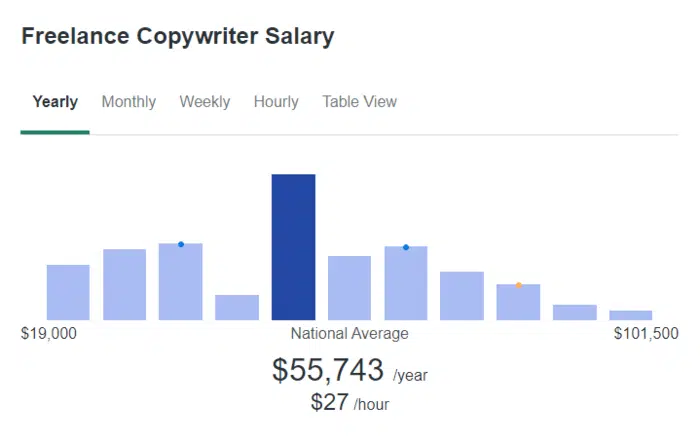 Freelance Copywriter Salary
Yearly Monthly Weekly Hourly Table View
$19,000 National Average $101,500
$55,743 /year
$27 /hour